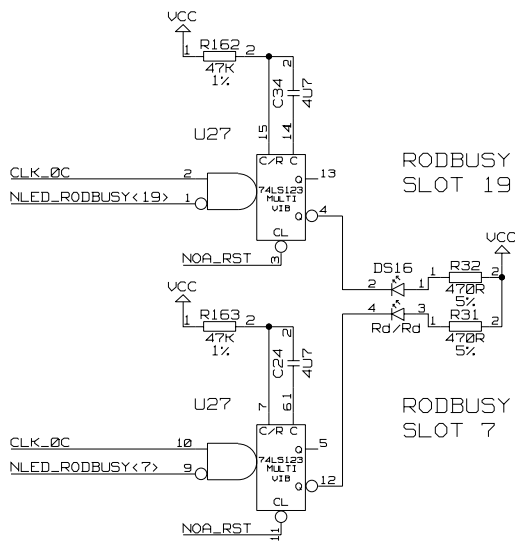 VCC
R162
1 2
47K
1%
C34
2
4U7
U27
15
14
C/R C
CLK_0C
2
NLED_RODBUSY<19>
1
74LS123
MULTI
VIB
Q
13
Q
4
CL
3
NOA_RST
RODBUSY
SLOT 19
VCC
DS16
2 1
1 R32 2
470R
5%
4 3
Rd/Rd
1 R31 2
470R
5%
VCC
R163
1 2
47K
1%
C24
2
4U7
U27
7
6 1
C/R C
CLK_0C
10
NLED_RODBUSY<7>
9
74LS123
MULTI
VIB
Q
5
Q
12
CL
11
NOA_RST
RODBUSY
SLOT 7